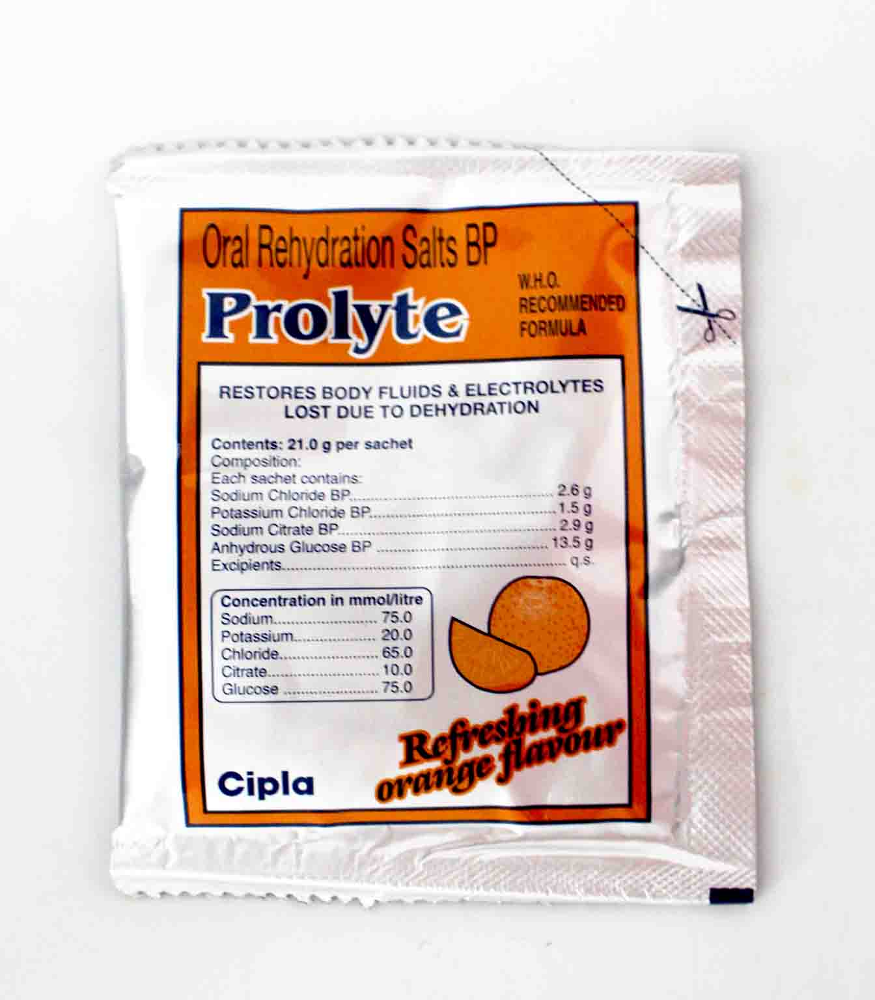 Oral Rehydration Salts BP
Prolyte
W.H.O.
RECOMMENDED
FORMULA
RESTORES BODY FLUIDS & ELECTROLYTES
LOST DUE TO DEHYDRATION
Contents: 21.0 g per sachet
Composition:
Each sachet contains:
Sodium Chloride BP.......... 2.6 g
Potassium Chloride BP.......... 1.5 g
Sodium Citrate BP.......... 2.9 g
Anhydrous Glucose BP .......... 13.5 g
Excipients.......... q.s.
Concentration in mmol/litre
Sodium.......... 75.0
Potassium.......... 20.0
Chloride.......... 65.0
Citrate.......... 10.0
Glucose .......... 75.0
Refreshing
orange flavour
Cipla